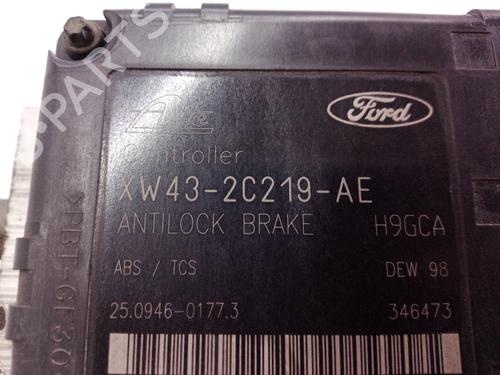 Ate
Ford
Controller
XW43-2C219-AE
ANTILOCK BRAKE H9GCA
ABS / TCS DEW 98
25.0946-0177.3 346473
>PBT-GF30